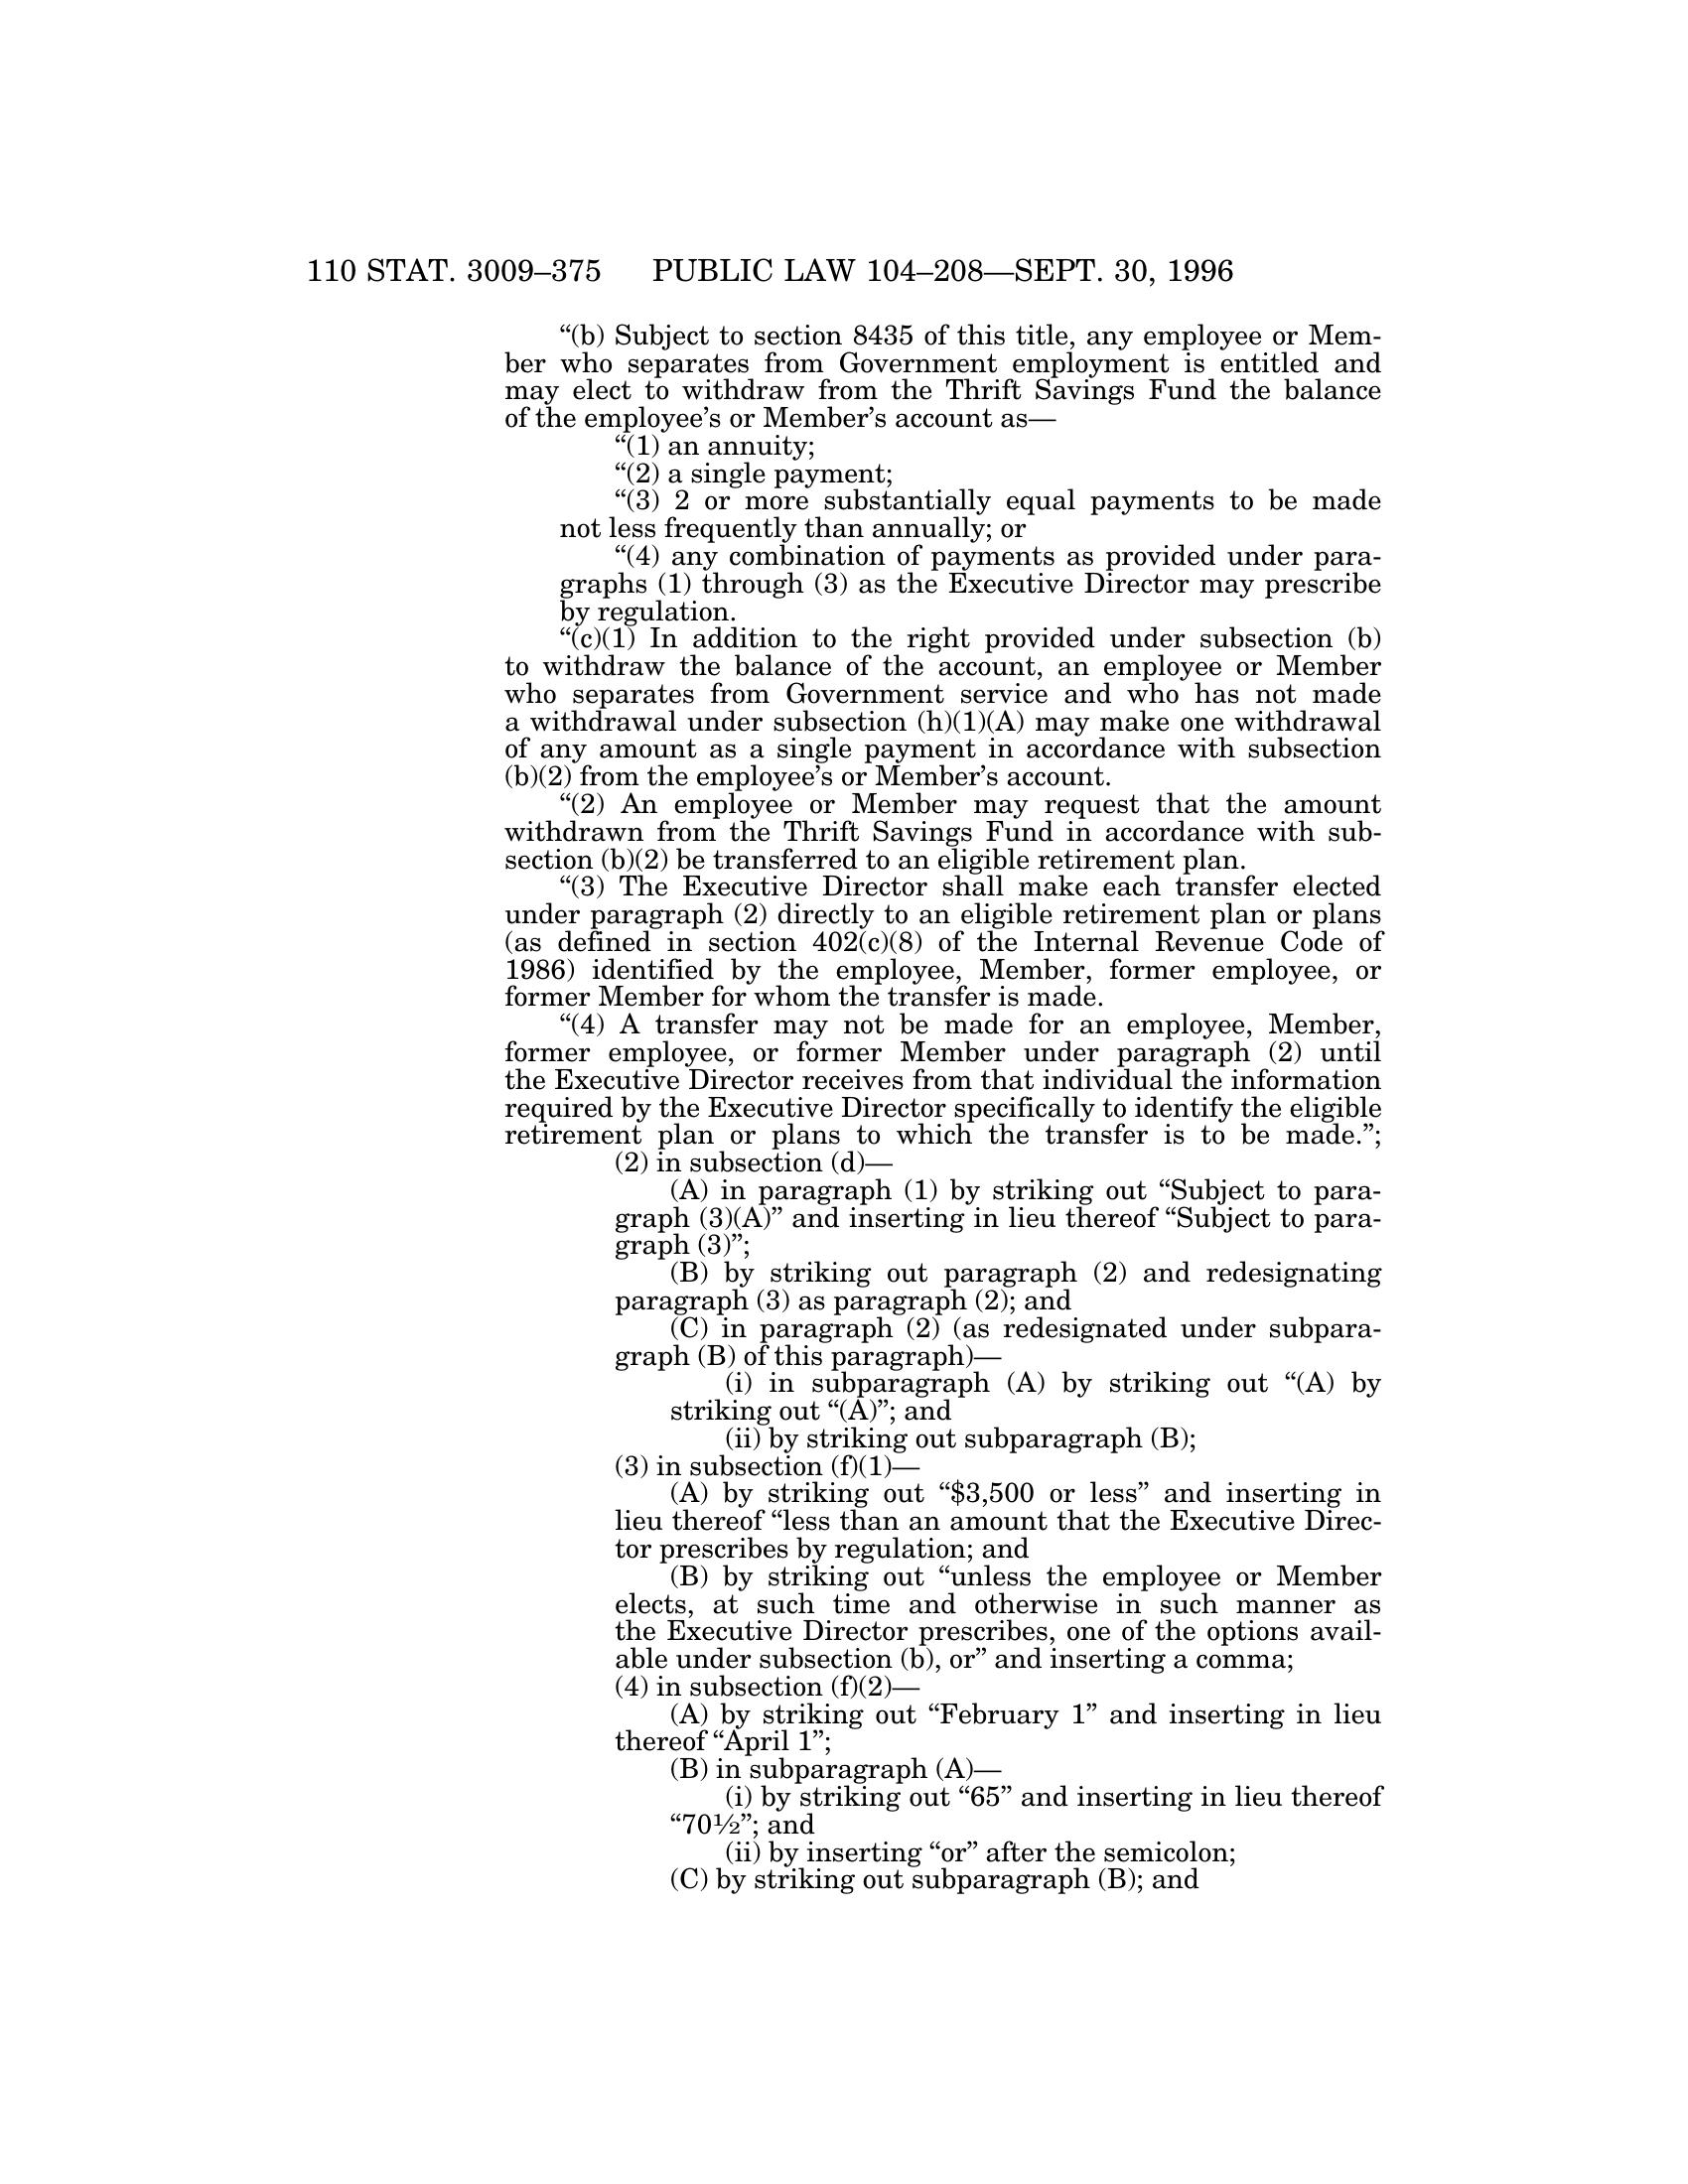 110 STAT. 3009–375 PUBLIC LAW 104–208—SEPT. 30, 1996
“(b) Subject to section 8435 of this title, any employee or Mem-
ber who separates from Government employment is entitled and
may elect to withdraw from the Thrift Savings Fund the balance
of the employee’s or Member’s account as—
“(1) an annuity;
“(2) a single payment;
“(3) 2 or more substantially equal payments to be made
not less frequently than annually; or
“(4) any combination of payments as provided under para-
graphs (1) through (3) as the Executive Director may prescribe
by regulation.
“(c)(1) In addition to the right provided under subsection (b)
to withdraw the balance of the account, an employee or Member
who separates from Government service and who has not made
a withdrawal under subsection (h)(1)(A) may make one withdrawal
of any amount as a single payment in accordance with subsection
(b)(2) from the employee’s or Member’s account.
“(2) An employee or Member may request that the amount
withdrawn from the Thrift Savings Fund in accordance with sub-
section (b)(2) be transferred to an eligible retirement plan.
“(3) The Executive Director shall make each transfer elected
under paragraph (2) directly to an eligible retirement plan or plans
(as defined in section 402(c)(8) of the Internal Revenue Code of
1986) identified by the employee, Member, former employee, or
former Member for whom the transfer is made.
“(4) A transfer may not be made for an employee, Member,
former employee, or former Member under paragraph (2) until
the Executive Director receives from that individual the information
required by the Executive Director specifically to identify the eligible
retirement plan or plans to which the transfer is to be made.”;
(2) in subsection (d)—
(A) in paragraph (1) by striking out “Subject to para-
graph (3)(A)” and inserting in lieu thereof “Subject to para-
graph (3)”;
(B) by striking out paragraph (2) and redesignating
paragraph (3) as paragraph (2); and
(C) in paragraph (2) (as redesignated under subpara-
graph (B) of this paragraph)—
(i) in subparagraph (A) by striking out “(A) by
striking out “(A)”; and
(ii) by striking out subparagraph (B);
(3) in subsection (f)(1)—
(A) by striking out “$3,500 or less” and inserting in
lieu thereof “less than an amount that the Executive Direc-
tor prescribes by regulation; and
(B) by striking out “unless the employee or Member
elects, at such time and otherwise in such manner as
the Executive Director prescribes, one of the options avail-
able under subsection (b), or” and inserting a comma;
(4) in subsection (f)(2)—
(A) by striking out “February 1” and inserting in lieu
thereof “April 1”;
(B) in subparagraph (A)—
(i) by striking out “65” and inserting in lieu thereof
“70½”; and
(ii) by inserting “or” after the semicolon;
(C) by striking out subparagraph (B); and